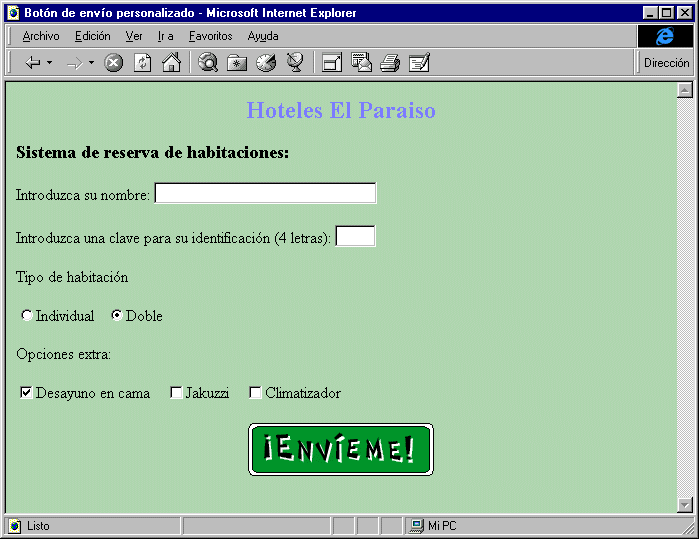 Botón de envío personalizado - Microsoft Internet Explorer
Archivo Edición Ver Ir a Favoritos Ayuda
Dirección
Hoteles El Paraiso
Sistema de reserva de habitaciones:
Introduzca su nombre:
Introduzca una clave para su identificación (4 letras):
Tipo de habitación
Individual Doble
Opciones extra:
Desayuno en cama Jakuzzi Climatizador
¡ENVÍEME!
Listo Mi PC